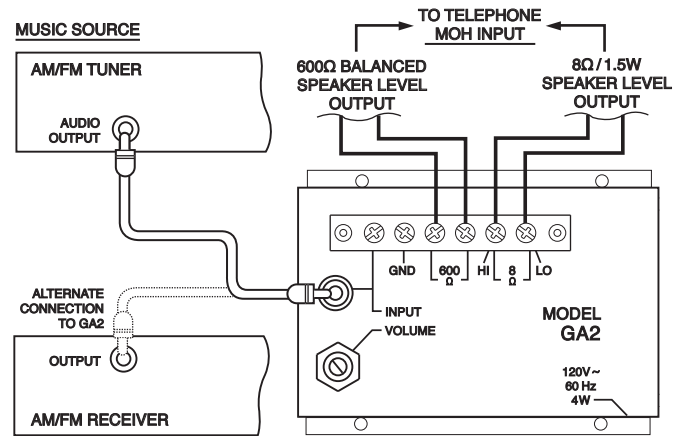 TO TELEPHONE
MOH INPUT
MUSIC SOURCE
AM/FM TUNER
AUDIO
OUTPUT
600Ω BALANCED
SPEAKER LEVEL
OUTPUT
8Ω/1.5W
SPEAKER LEVEL
OUTPUT
GND
600
Ω
HI
8
Ω
LO
INPUT
VOLUME
MODEL
GA2
120V~
60 Hz
4W
ALTERNATE
CONNECTION
TO GA2
OUTPUT
AM/FM RECEIVER